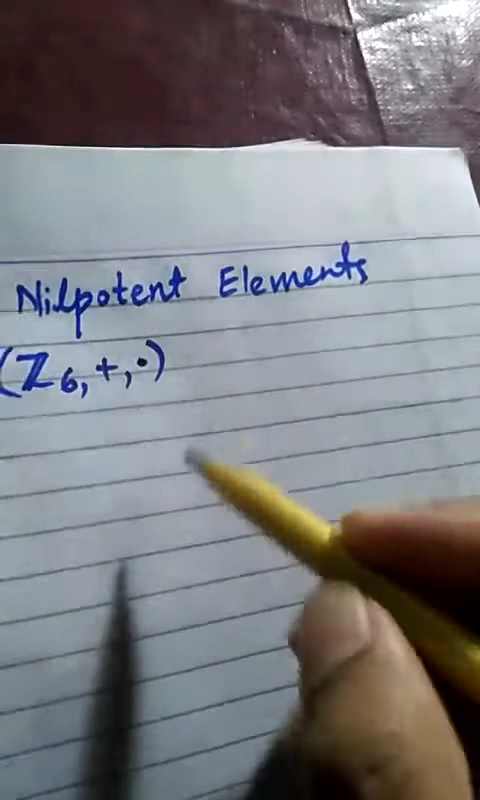 Nilpotent Elements
(ℤ₆, +, ·)